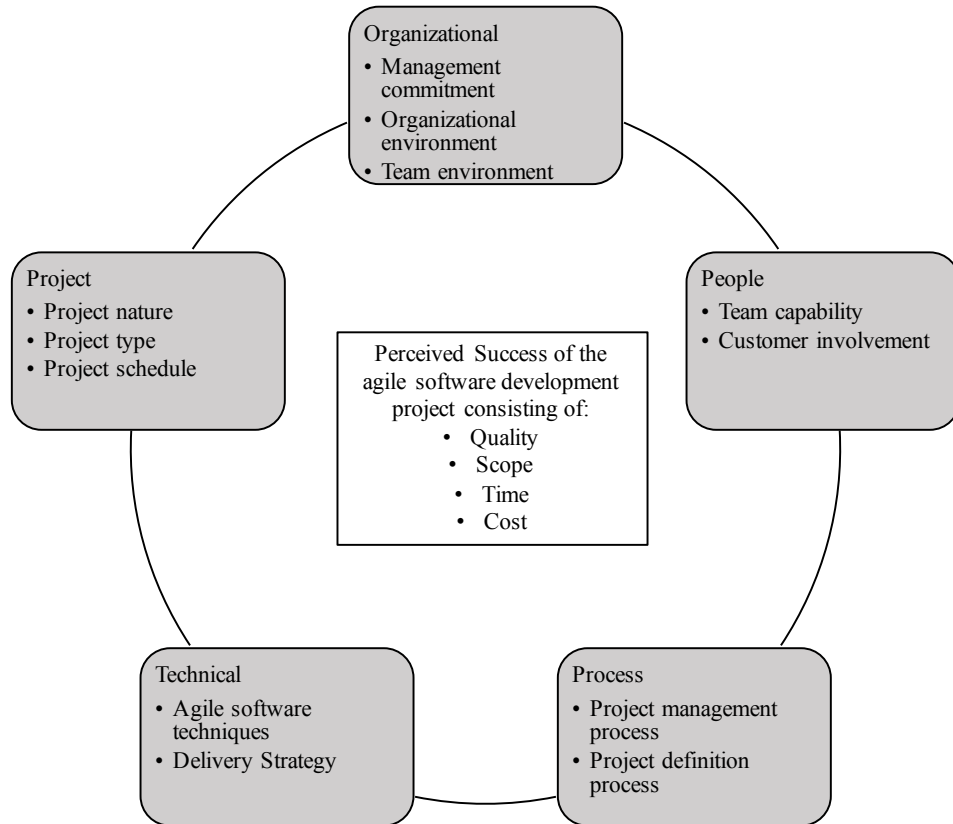 Organizational
• Management
commitment
• Organizational
environment
• Team environment
Project
• Project nature
• Project type
• Project schedule
People
• Team capability
• Customer involvement
Perceived Success of the
agile software development
project consisting of:
• Quality
• Scope
• Time
• Cost
Technical
• Agile software
techniques
• Delivery Strategy
Process
• Project management
process
• Project definition
process